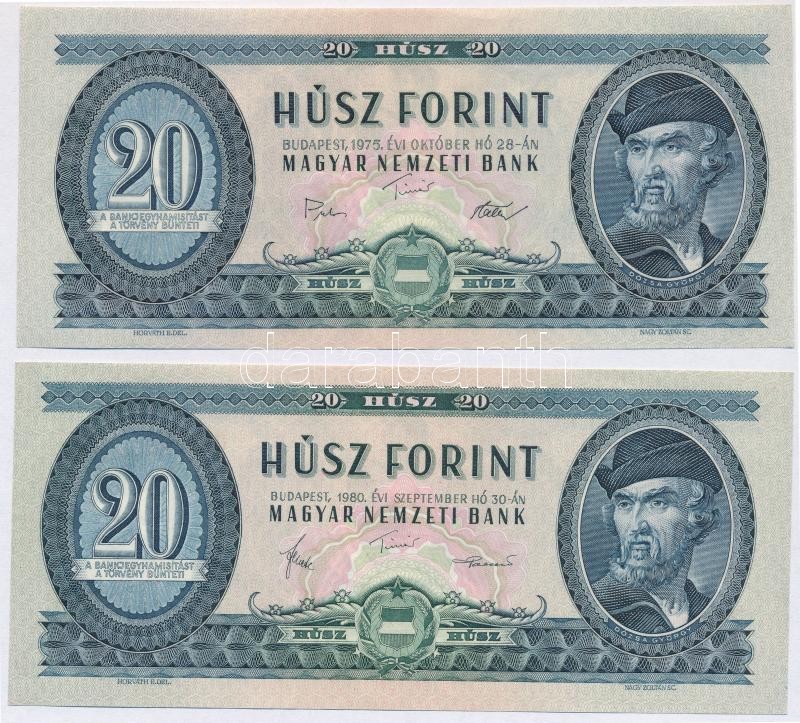 20 HÚSZ 20
HÚSZ FORINT
BUDAPEST, 1975. ÉVI OKTÓBER HÓ 28-ÁN
MAGYAR NEMZETI BANK
20
A BANKJEGYHAMISÍTÁST
A TÖRVÉNY BÜNTETI
DÓZSA GYÖRGY
HÚSZ HÚSZ
HORVÁTH E. DEL. NAGY ZOLTÁN SC.
darabanth
20 HÚSZ 20
HÚSZ FORINT
BUDAPEST, 1980. ÉVI SZEPTEMBER HÓ 30-ÁN
MAGYAR NEMZETI BANK
20
A BANKJEGYHAMISÍTÁST
A TÖRVÉNY BÜNTETI
DÓZSA GYÖRGY
HÚSZ HÚSZ
HORVÁTH E. DEL. NAGY ZOLTÁN SC.